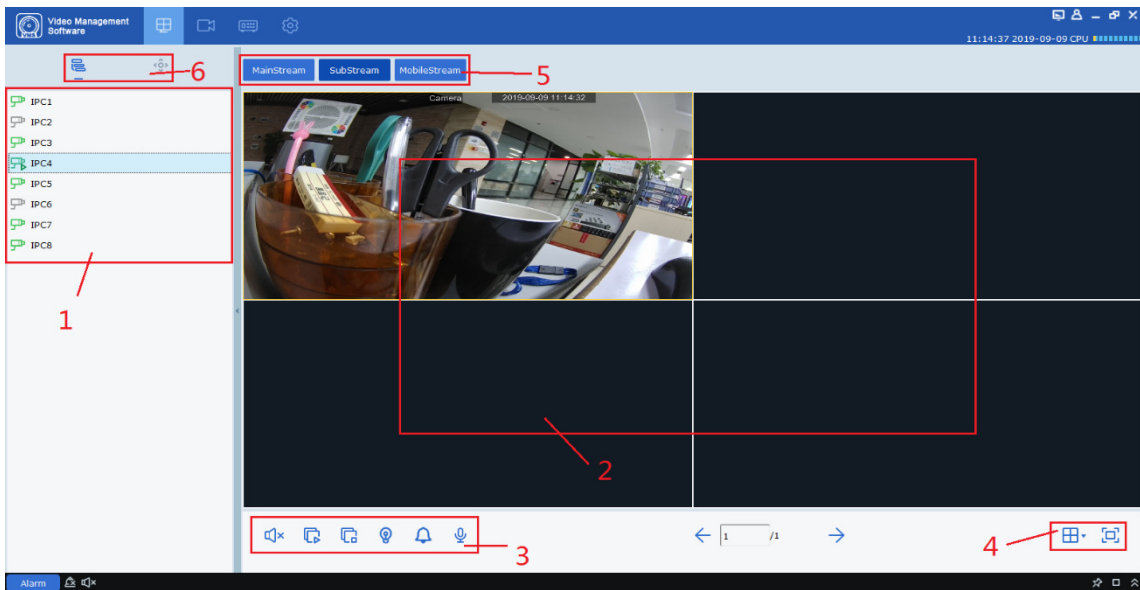 Video Management
Software
11:14:37 2019-09-09 CPU
6
MainStream
SubStream
MobileStream
5
IPC1
IPC2
IPC3
IPC4
IPC5
IPC6
IPC7
IPC8
Camera
2019-09-09 11:14:32
1
2
3
1 /1
4
Alarm